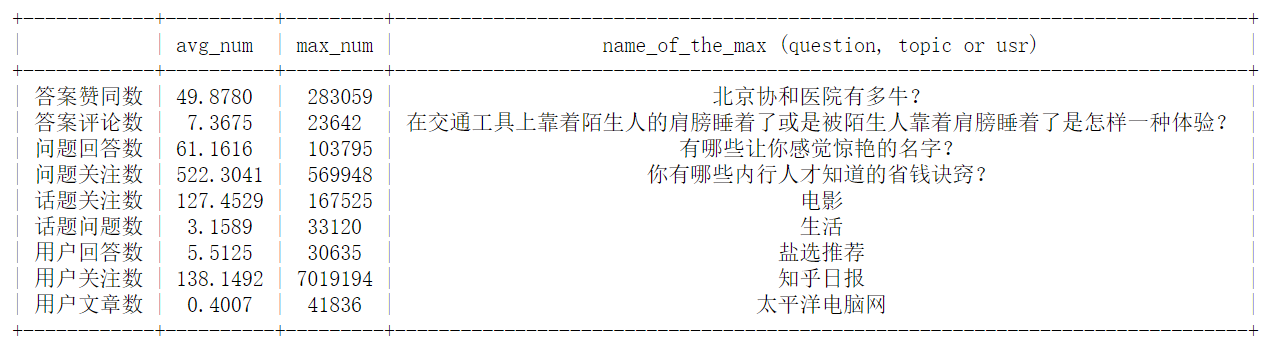 avg_num max_num name_of_the_max (question, topic or usr)
答案赞同数 49.8780 283059 北京协和医院有多牛？
答案评论数 7.3675 23642 在交通工具上靠着陌生人的肩膀睡着了或是被陌生人靠着肩膀睡着了是怎样一种体验？
问题回答数 61.1616 103795 有哪些让你感觉惊艳的名字？
问题关注数 522.3041 569948 你有哪些内行人才知道的省钱诀窍？
话题关注数 127.4529 167525 电影
话题问题数 3.1589 33120 生活
用户回答数 5.5125 30635 盐选推荐
用户关注数 138.1492 7019194 知乎日报
用户文章数 0.4007 41836 太平洋电脑网